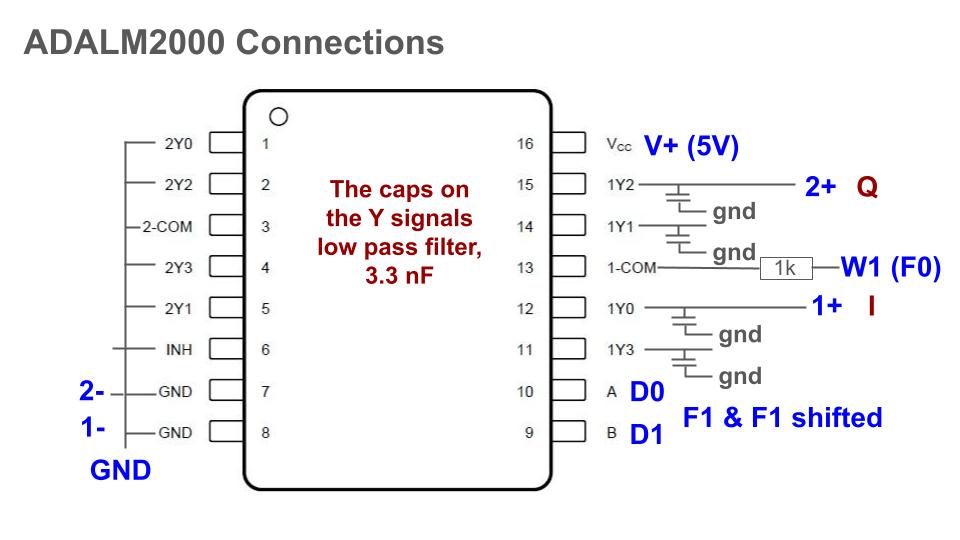 ADALM2000 Connections
2Y0 1 16 Vcc V+ (5V)
The caps on
the Y signals
low pass filter,
3.3 nF
2Y2 2 15 1Y2 2+ Q
gnd
2-COM 3 14 1Y1
gnd
2Y3 4 13 1-COM 1k W1 (F0)
2Y1 5 12 1Y0 1+ I
gnd
INH 6 11 1Y3
gnd
2- GND 7 10 A D0
F1 & F1 shifted
1- GND 8 9 B D1
GND